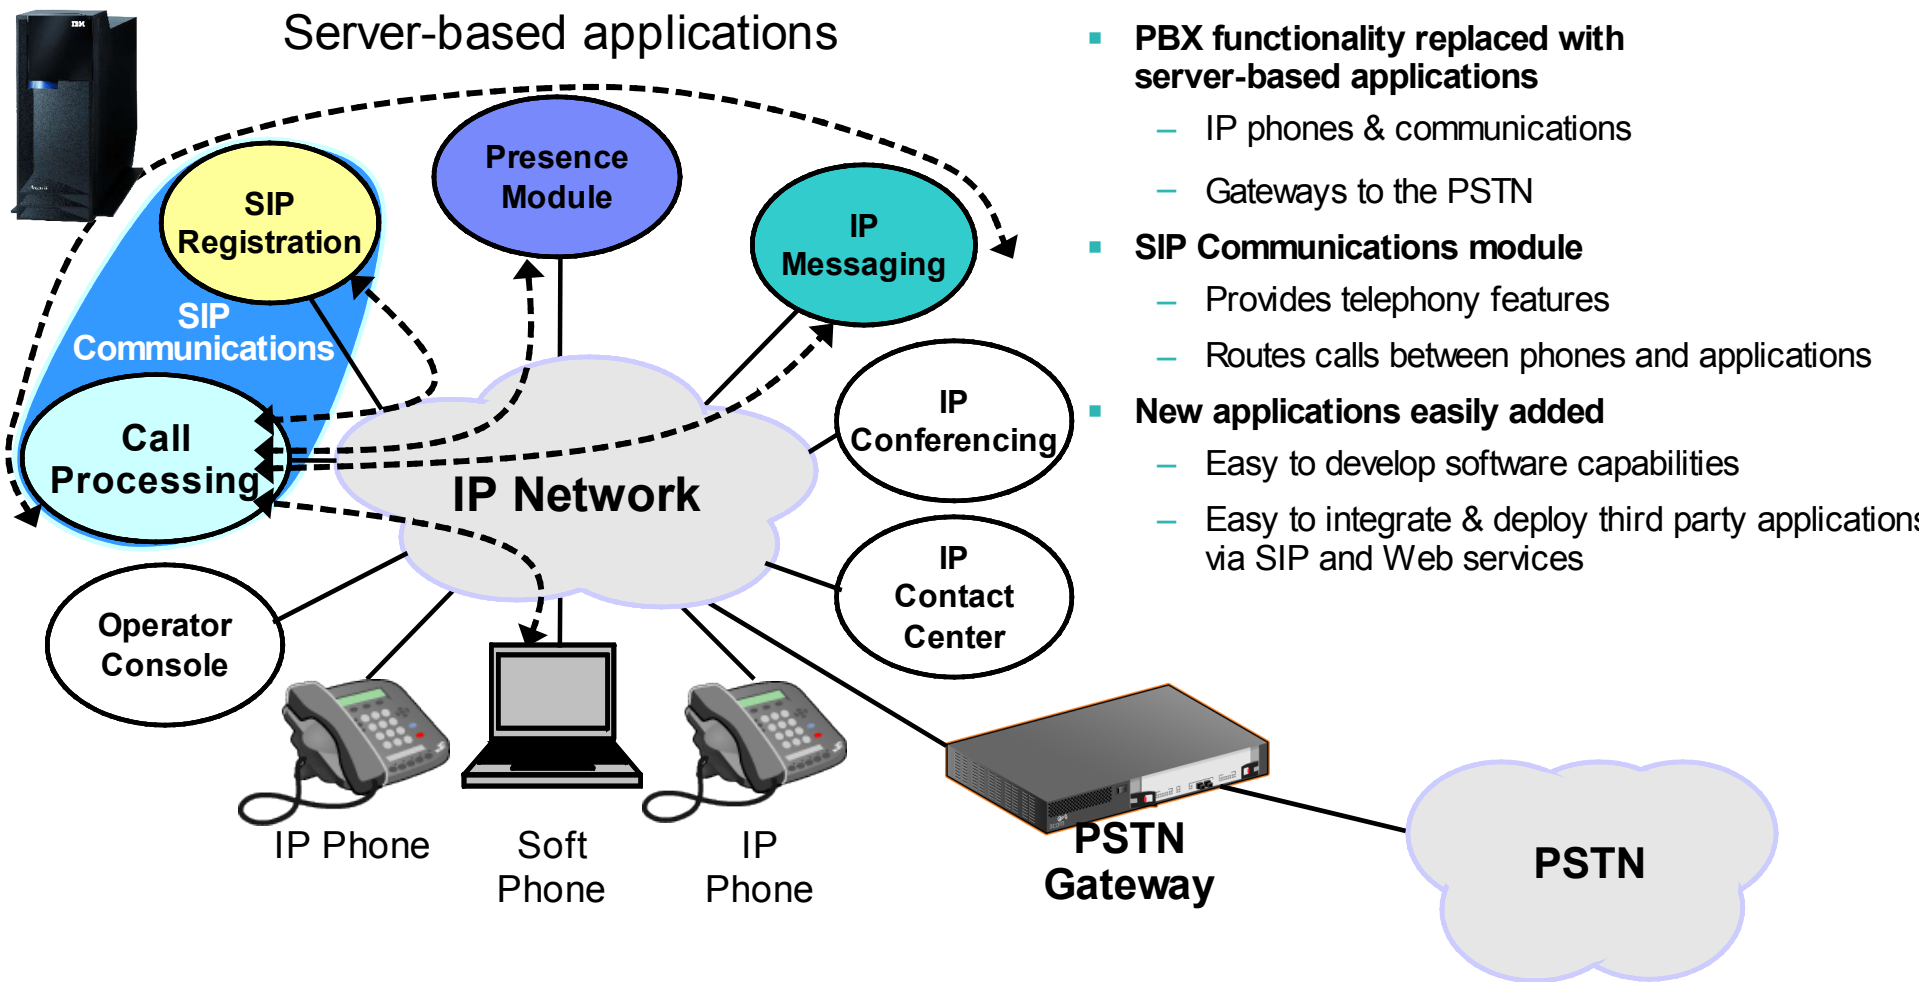 Server-based applications
IBM
SIP
Registration
Presence
Module
IP
Messaging
SIP
Communications
Call
Processing
IP Network
IP
Conferencing
IP
Contact
Center
Operator
Console
IP Phone
Soft
Phone
IP
Phone
PSTN
Gateway
PSTN
▪ PBX functionality replaced with
server-based applications
– IP phones & communications
– Gateways to the PSTN
▪ SIP Communications module
– Provides telephony features
– Routes calls between phones and applications
▪ New applications easily added
– Easy to develop software capabilities
– Easy to integrate & deploy third party applications
via SIP and Web services